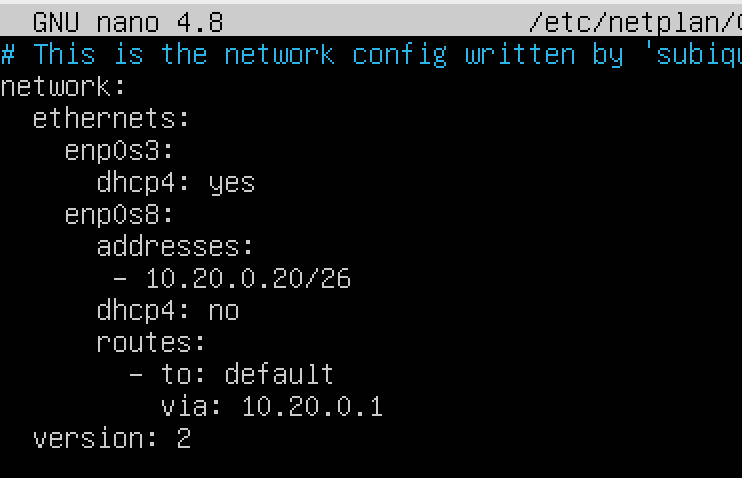 GNU nano 4.8 /etc/netplan/
# This is the network config written by 'subiqu
network:
  ethernets:
    enp0s3:
      dhcp4: yes
    enp0s8:
      addresses:
       - 10.20.0.20/26
      dhcp4: no
      routes:
        - to: default
          via: 10.20.0.1
  version: 2